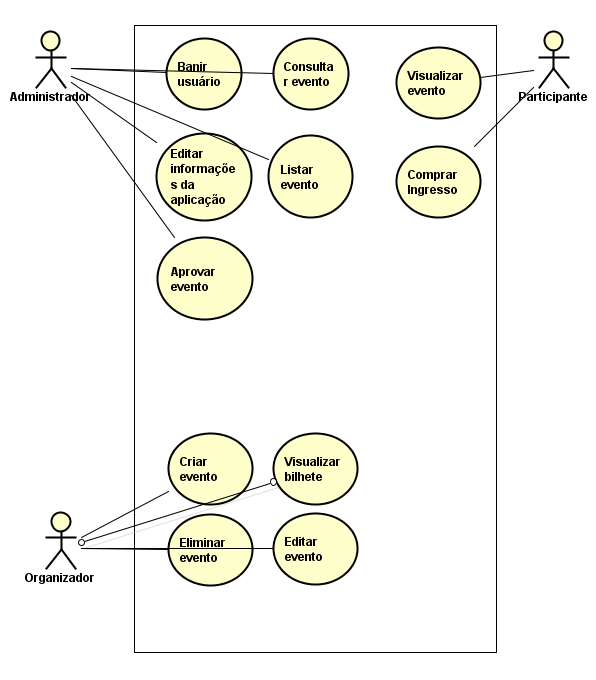 Banir
usuário
Consulta
r evento
Visualizar
evento
Administrador
Participante
Editar
informaçõe
s da
aplicação
Listar
evento
Comprar
Ingresso
Aprovar
evento
Criar
evento
Visualizar
bilhete
Eliminar
evento
Editar
evento
Organizador